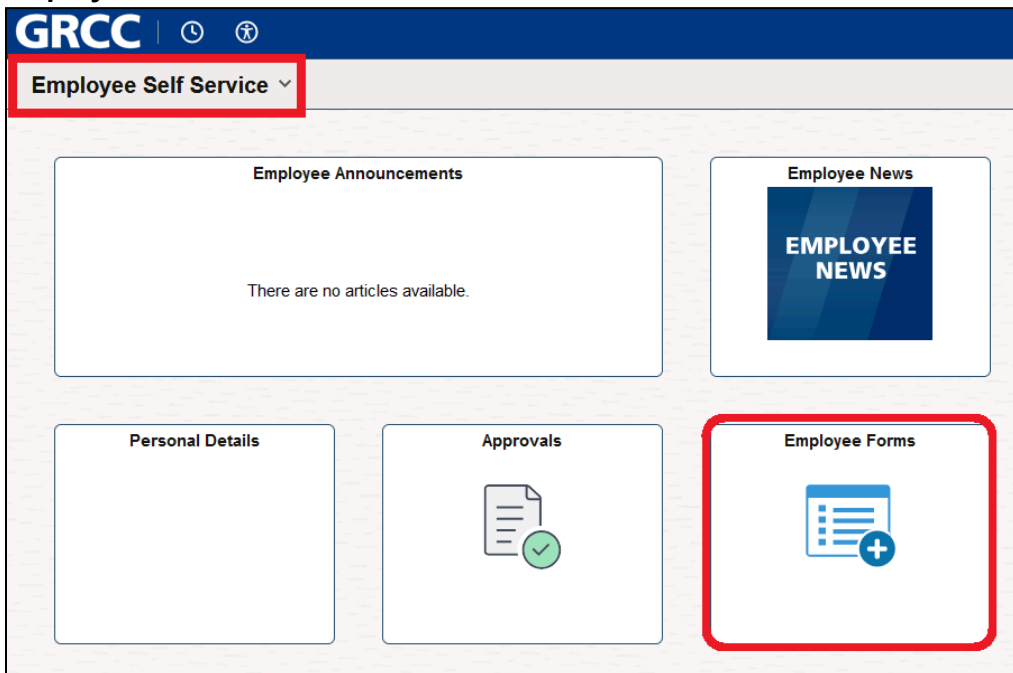 GRCC
Employee Self Service
Employee Announcements
There are no articles available.
Employee News
EMPLOYEE
NEWS
Personal Details
Approvals
Employee Forms